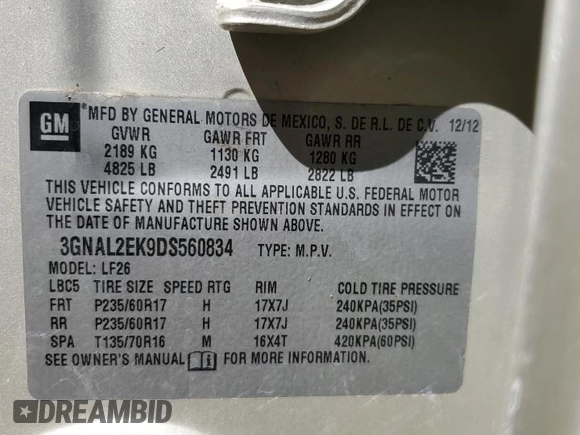 GM *MFD BY GENERAL MOTORS DE MEXICO, S. DE R.L. DE C.V. 12/12
GVWR GAWR FRT GAWR RR
2189 KG 1130 KG 1280 KG
4825 LB 2491 LB 2822 LB
THIS VEHICLE CONFORMS TO ALL APPLICABLE U.S. FEDERAL MOTOR
VEHICLE SAFETY AND THEFT PREVENTION STANDARDS IN EFFECT ON
THE DATE OF MANUFACTURE SHOWN ABOVE.
3GNAL2EK9DS560834 TYPE: M.P.V.
MODEL: LF26
LBC5 TIRE SIZE SPEED RTG RIM COLD TIRE PRESSURE
FRT P235/60R17 H 17X7J 240KPA(35PSI)
RR P235/60R17 H 17X7J 240KPA(35PSI)
SPA T135/70R16 M 16X4T 420KPA(60PSI)
SEE OWNER'S MANUAL FOR MORE INFORMATION.
DREAMBID